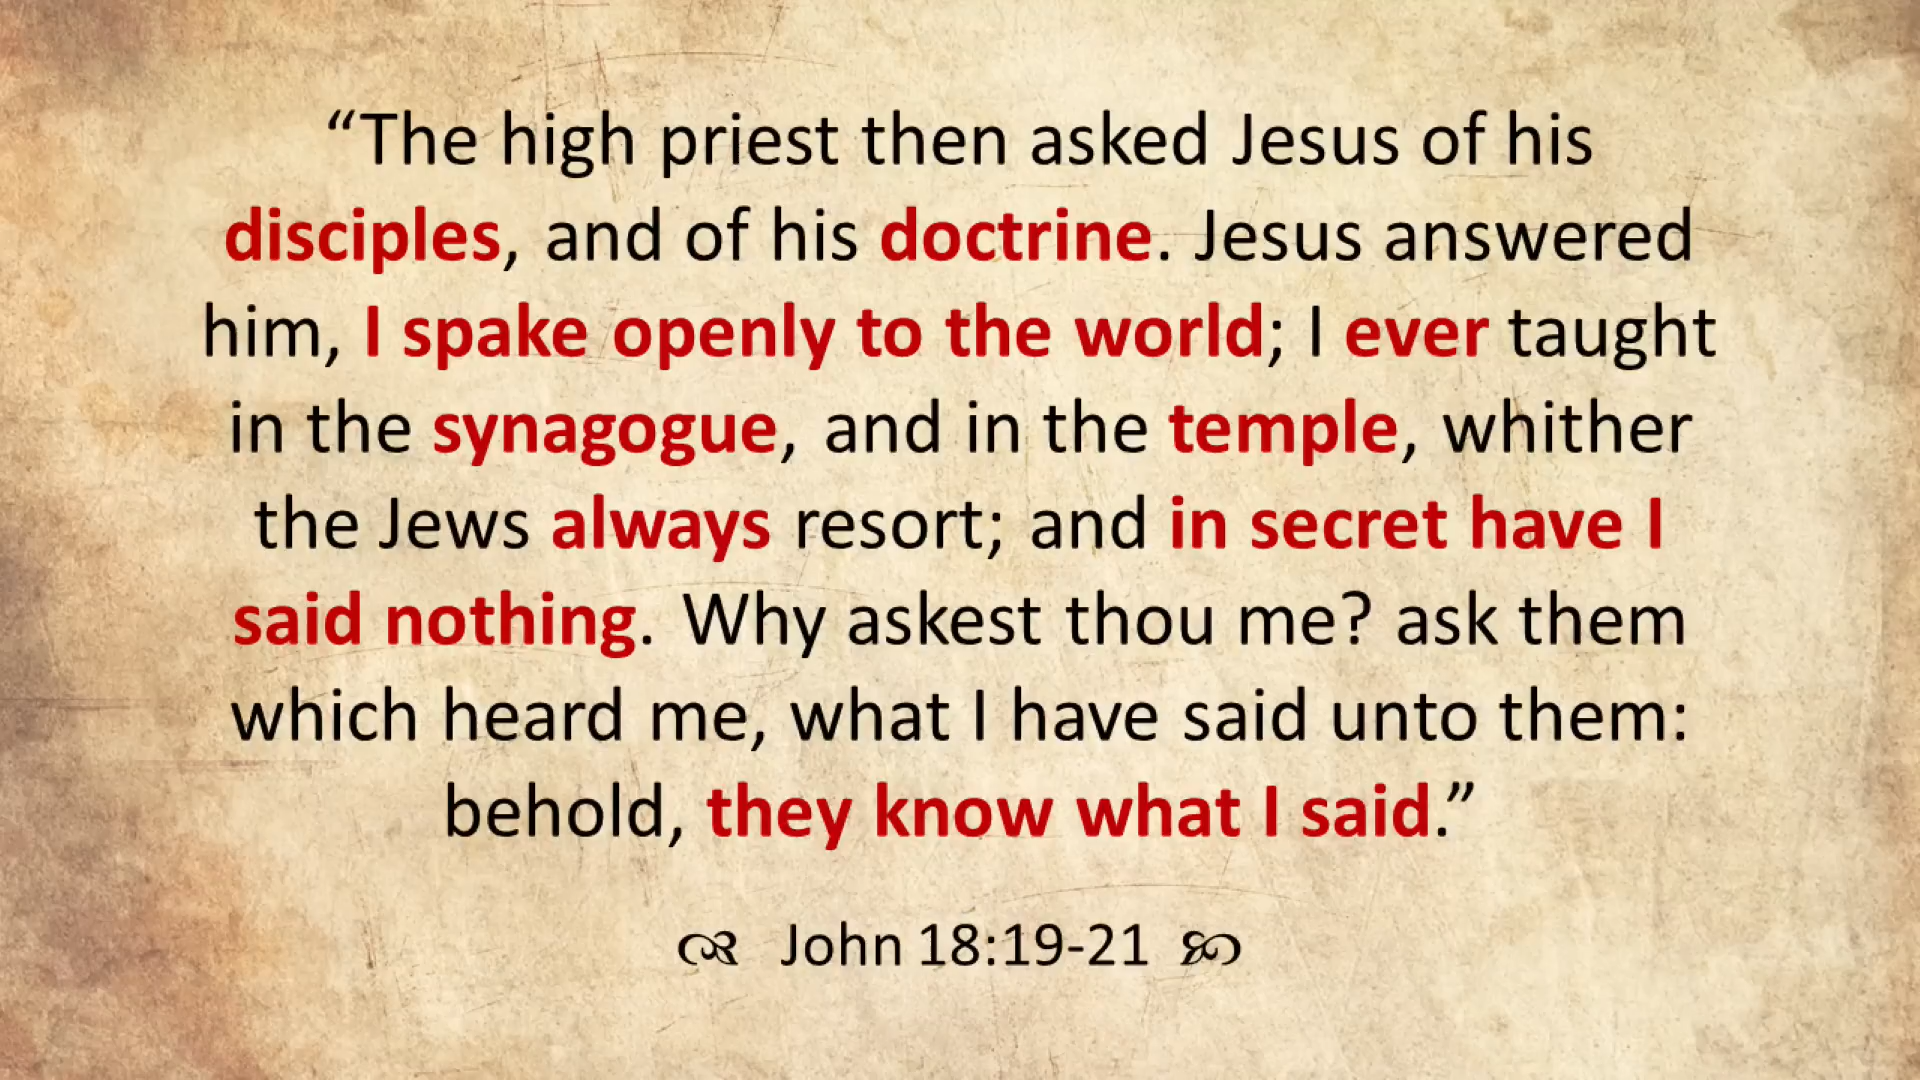 “The high priest then asked Jesus of his
disciples, and of his doctrine. Jesus answered
him, I spake openly to the world; I ever taught
in the synagogue, and in the temple, whither
the Jews always resort; and in secret have I
said nothing. Why askest thou me? ask them
which heard me, what I have said unto them:
behold, they know what I said.”
John 18:19-21